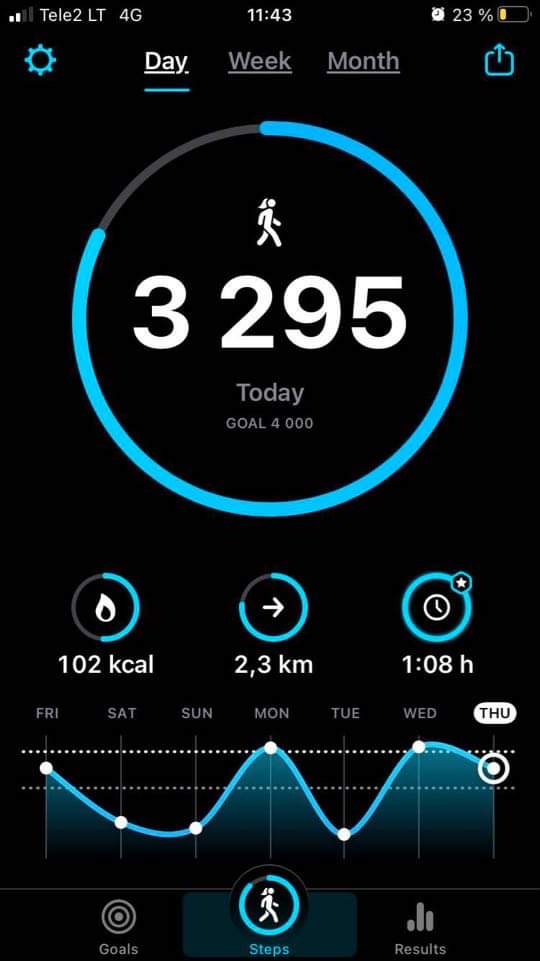 Tele2 LT 4G 11:43 23 %
Day Week Month
3 295
Today
GOAL 4 000
102 kcal 2,3 km 1:08 h
FRI SAT SUN MON TUE WED THU
Goals Steps Results